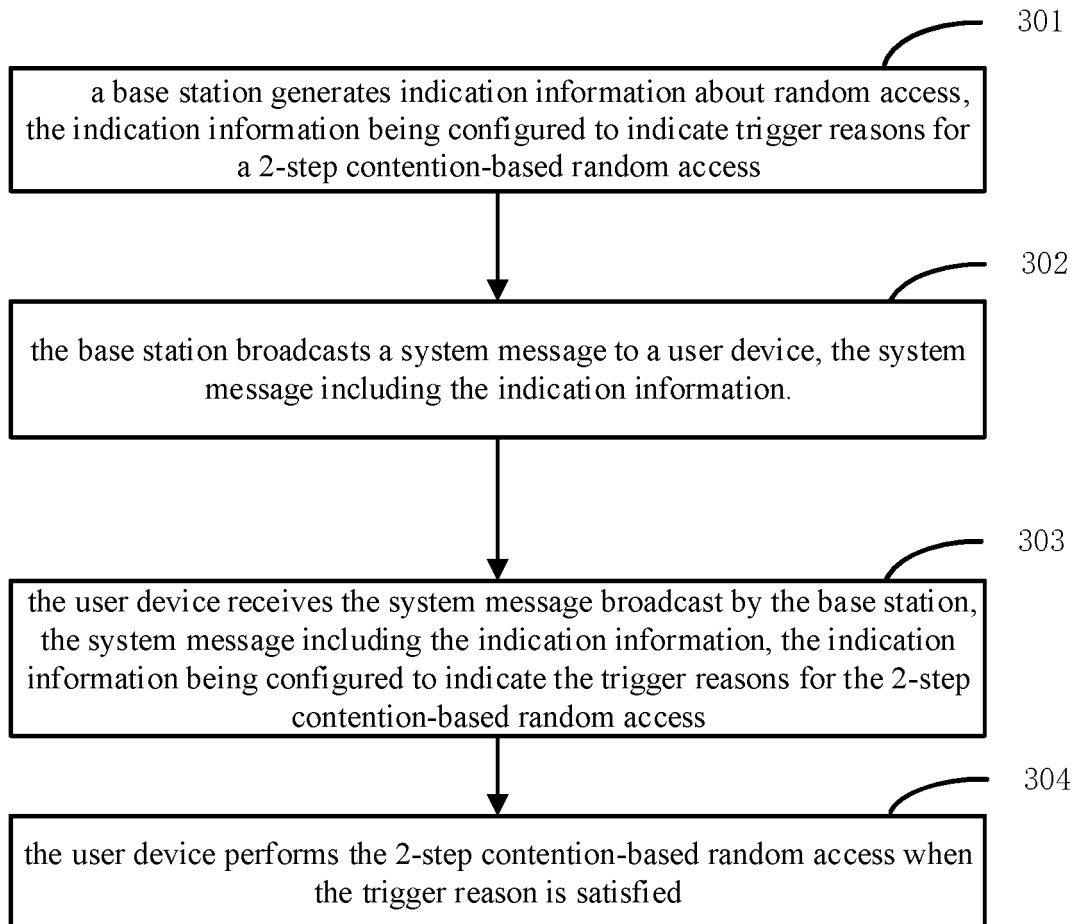 301
a base station generates indication information about random access,
the indication information being configured to indicate trigger reasons for
a 2-step contention-based random access
302
the base station broadcasts a system message to a user device, the system
message including the indication information.
303
the user device receives the system message broadcast by the base station,
the system message including the indication information, the indication
information being configured to indicate the trigger reasons for the 2-step
contention-based random access
304
the user device performs the 2-step contention-based random access when
the trigger reason is satisfied